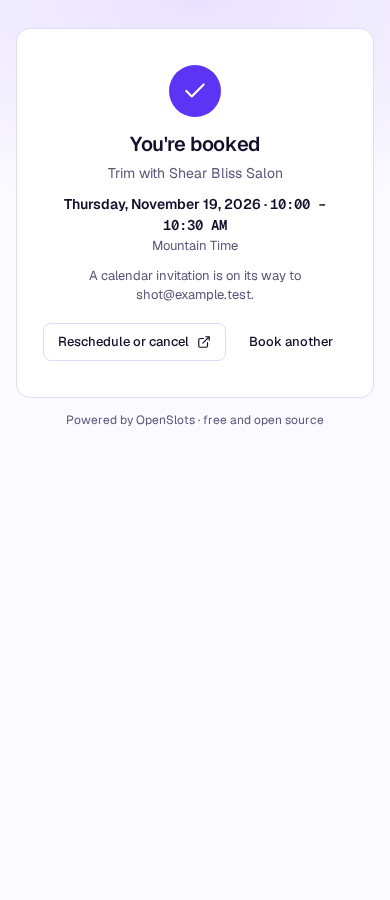 You're booked
Trim with Shear Bliss Salon
Thursday, November 19, 2026 · 10:00 –
10:30 AM
Mountain Time
A calendar invitation is on its way to
shot@example.test.
Reschedule or cancel
Book another
Powered by OpenSlots · free and open source